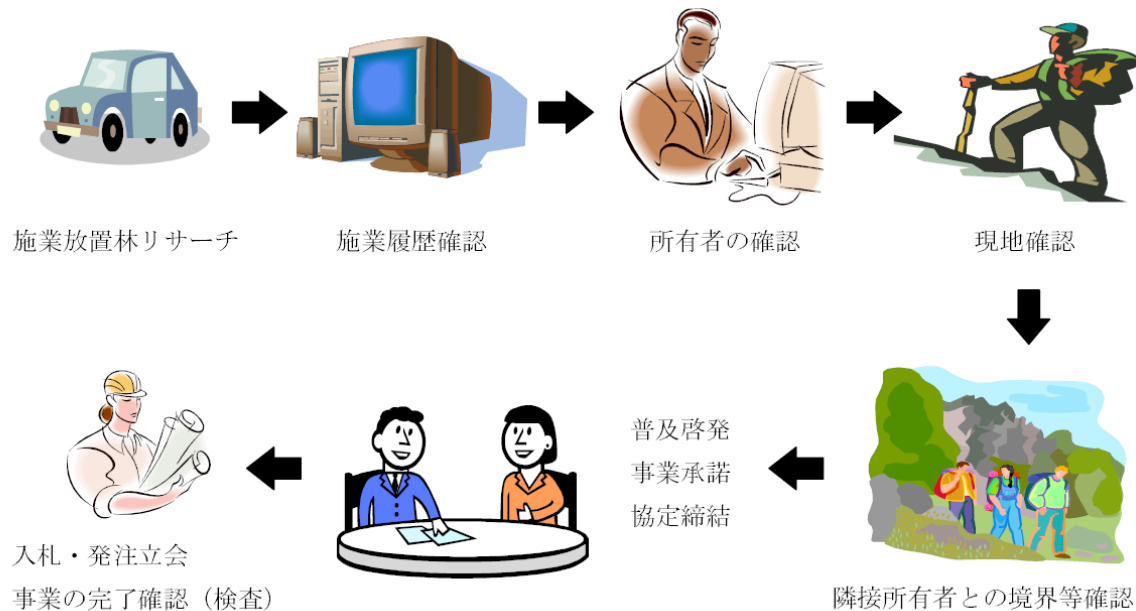 施業放置林リサーチ
施業履歴確認
所有者の確認
現地確認
隣接所有者との境界等確認
普及啓発
事業承諾
協定締結
入札・発注立会
事業の完了確認（検査）